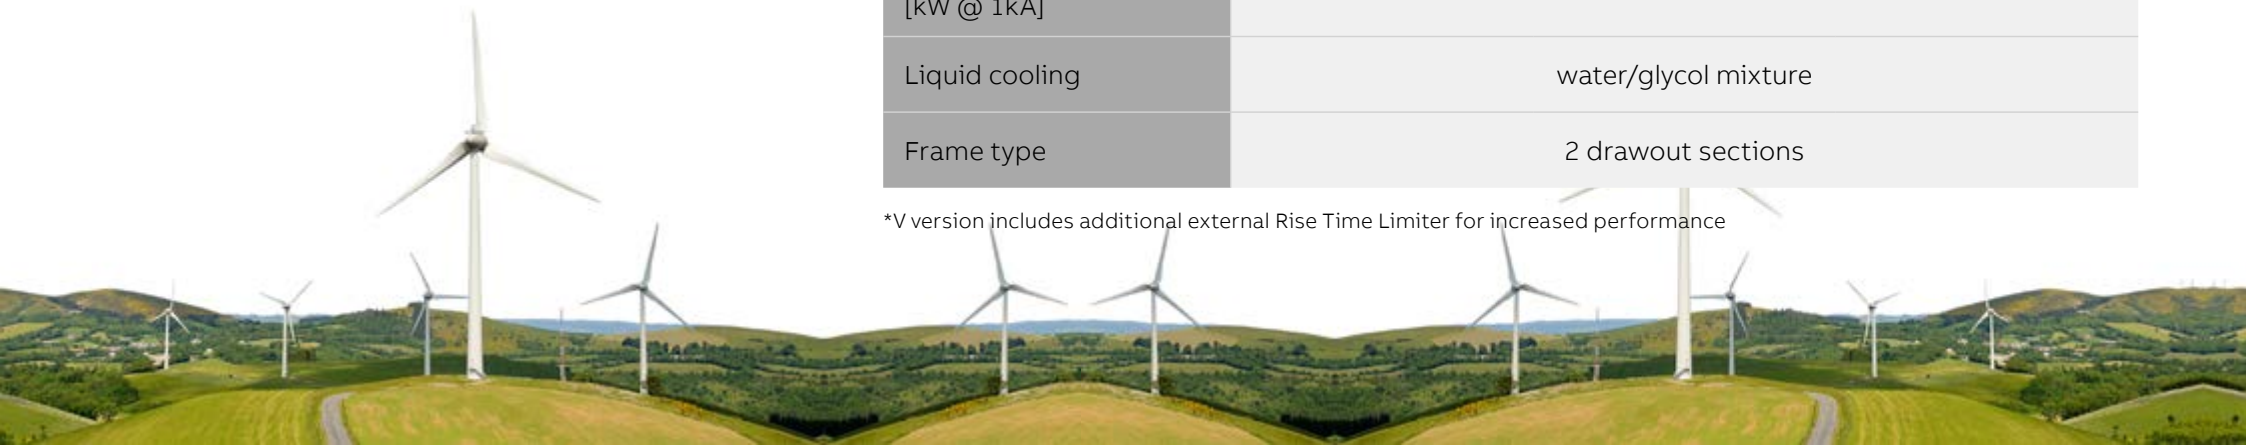 [kW @ 1kA]
Liquid cooling water/glycol mixture
Frame type 2 drawout sections
*V version includes additional external Rise Time Limiter for increased performance